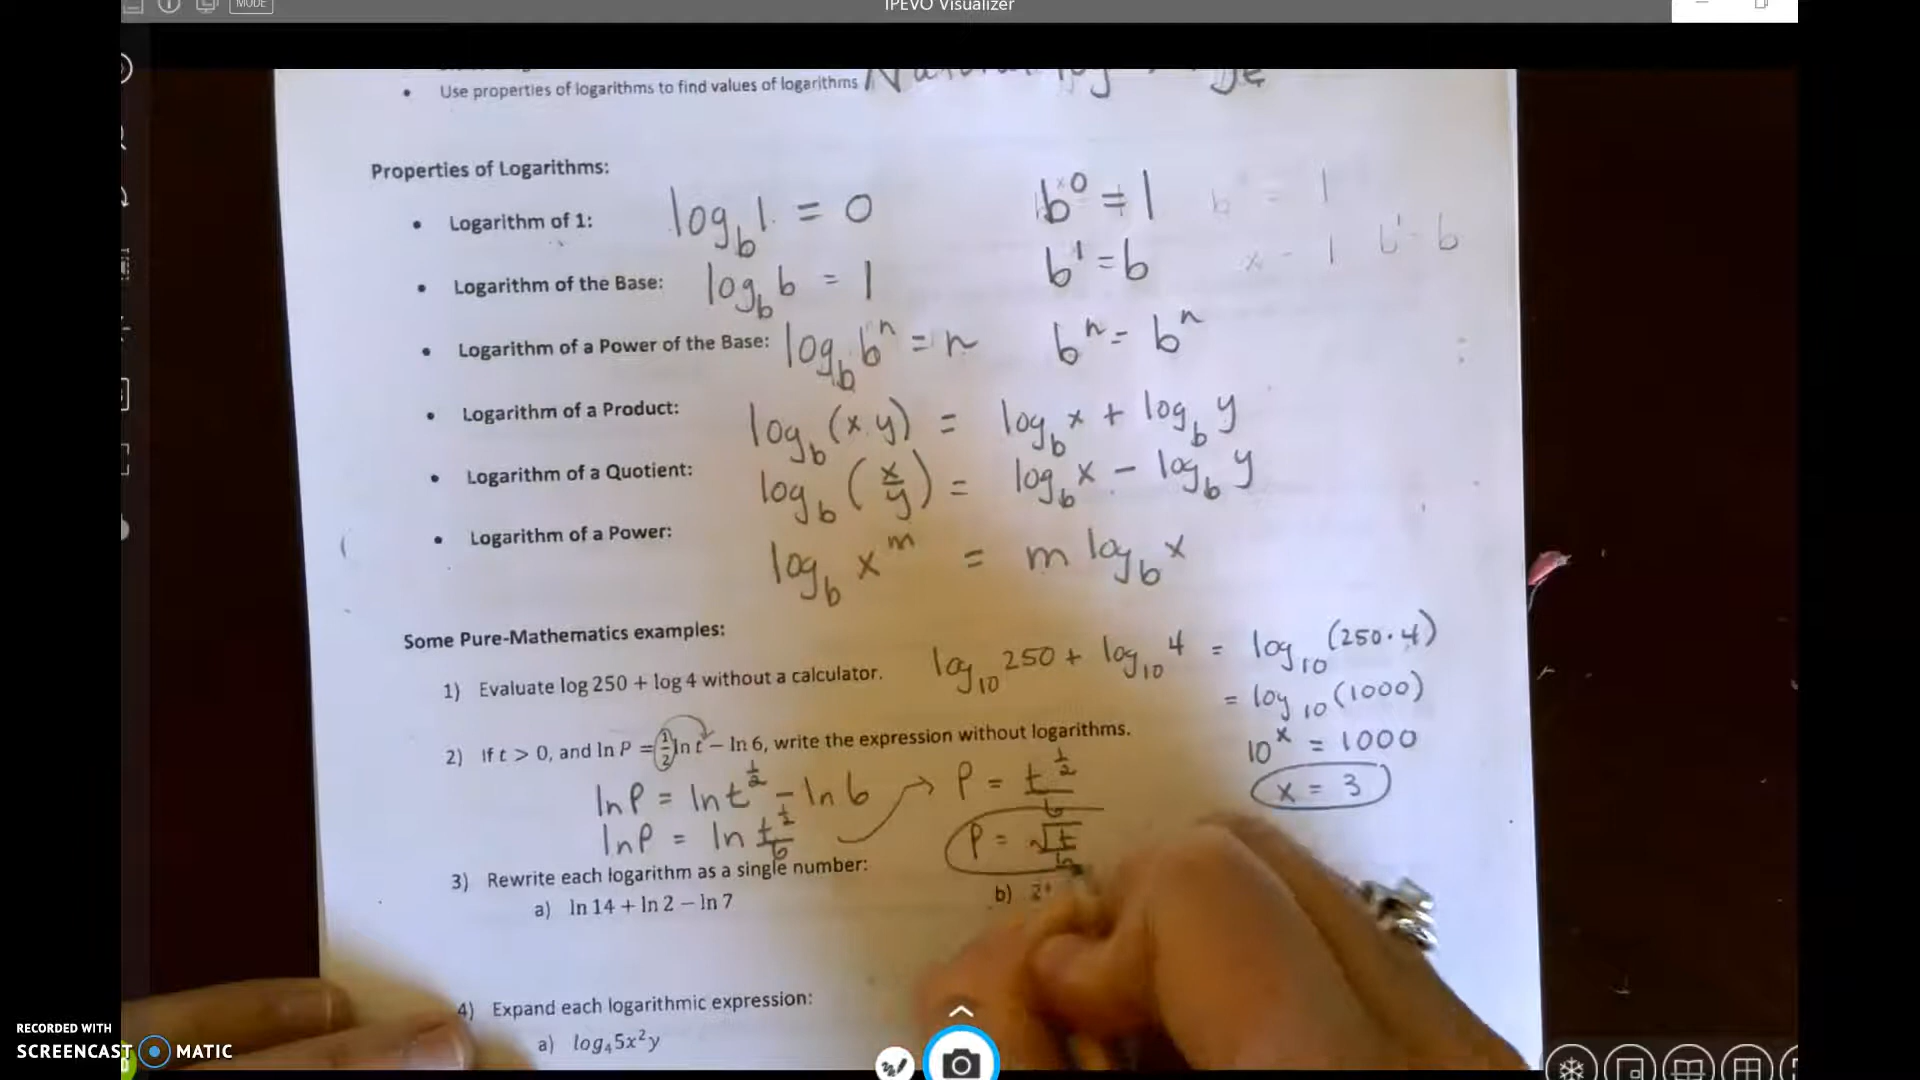 IPEVO Visualizer
MODE
Use properties of logarithms to find values of logarithms
Properties of Logarithms:
Logarithm of 1: log_b 1 = 0 b^0 = 1
Logarithm of the Base: log_b b = 1 b^1 = b
Logarithm of a Power of the Base: log_b b^n = n b^n = b^n
Logarithm of a Product: log_b (x y) = log_b x + log_b y
Logarithm of a Quotient: log_b (x/y) = log_b x - log_b y
Logarithm of a Power: log_b x^m = m log_b x
Some Pure-Mathematics examples:
1) Evaluate log 250 + log 4 without a calculator. log_10 250 + log_10 4 = log_10 (250 · 4)
= log_10 (1000)
10^x = 1000
x = 3
2) If t > 0, and ln P = 1/2 ln t − ln 6, write the expression without logarithms.
ln P = ln t^1/2 - ln 6 → P = t^1/2 / 6
ln P = ln t^1/2 / 6 P = √t / 6
3) Rewrite each logarithm as a single number:
a) ln 14 + ln 2 − ln 7 b)
4) Expand each logarithmic expression:
a) log₄5x²y
RECORDED WITH
SCREENCAST MATIC